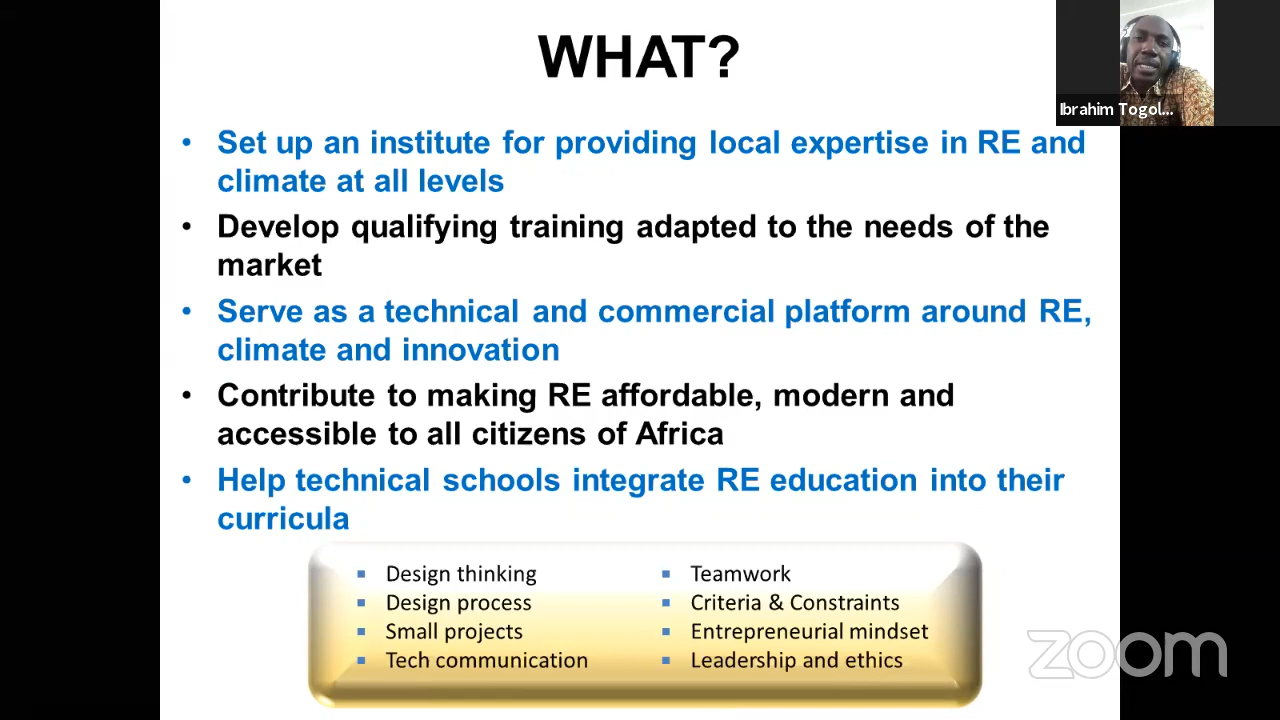 WHAT?
Ibrahim Togol...
• Set up an institute for providing local expertise in RE and
climate at all levels
• Develop qualifying training adapted to the needs of the
market
• Serve as a technical and commercial platform around RE,
climate and innovation
• Contribute to making RE affordable, modern and
accessible to all citizens of Africa
• Help technical schools integrate RE education into their
curricula
▪ Design thinking
▪ Design process
▪ Small projects
▪ Tech communication
▪ Teamwork
▪ Criteria & Constraints
▪ Entrepreneurial mindset
▪ Leadership and ethics
zoom